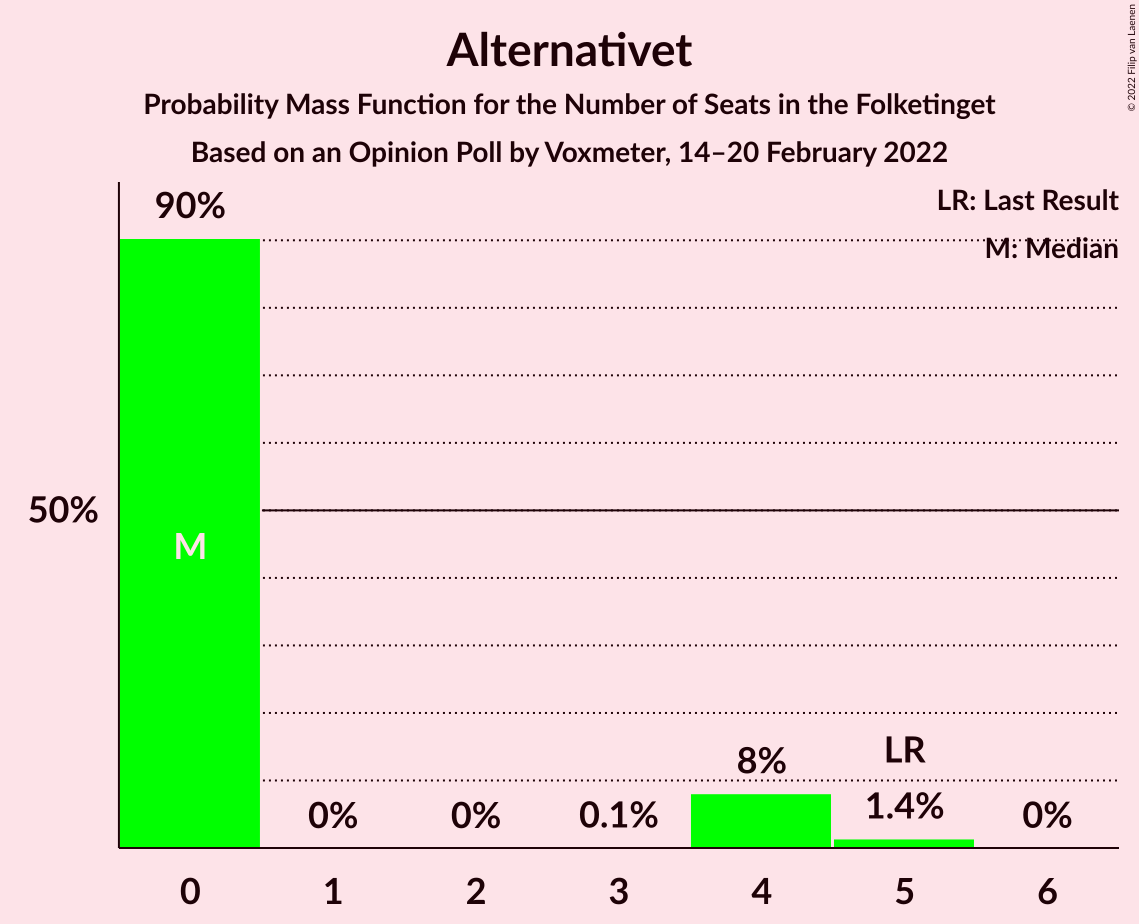 Alternativet
Probability Mass Function for the Number of Seats in the Folketinget
Based on an Opinion Poll by Voxmeter, 14–20 February 2022
© 2022 Filip van Laenen
LR: Last Result
M: Median
90%
50%
M
0%
0%
0.1%
8%
LR
1.4%
0%
0 1 2 3 4 5 6